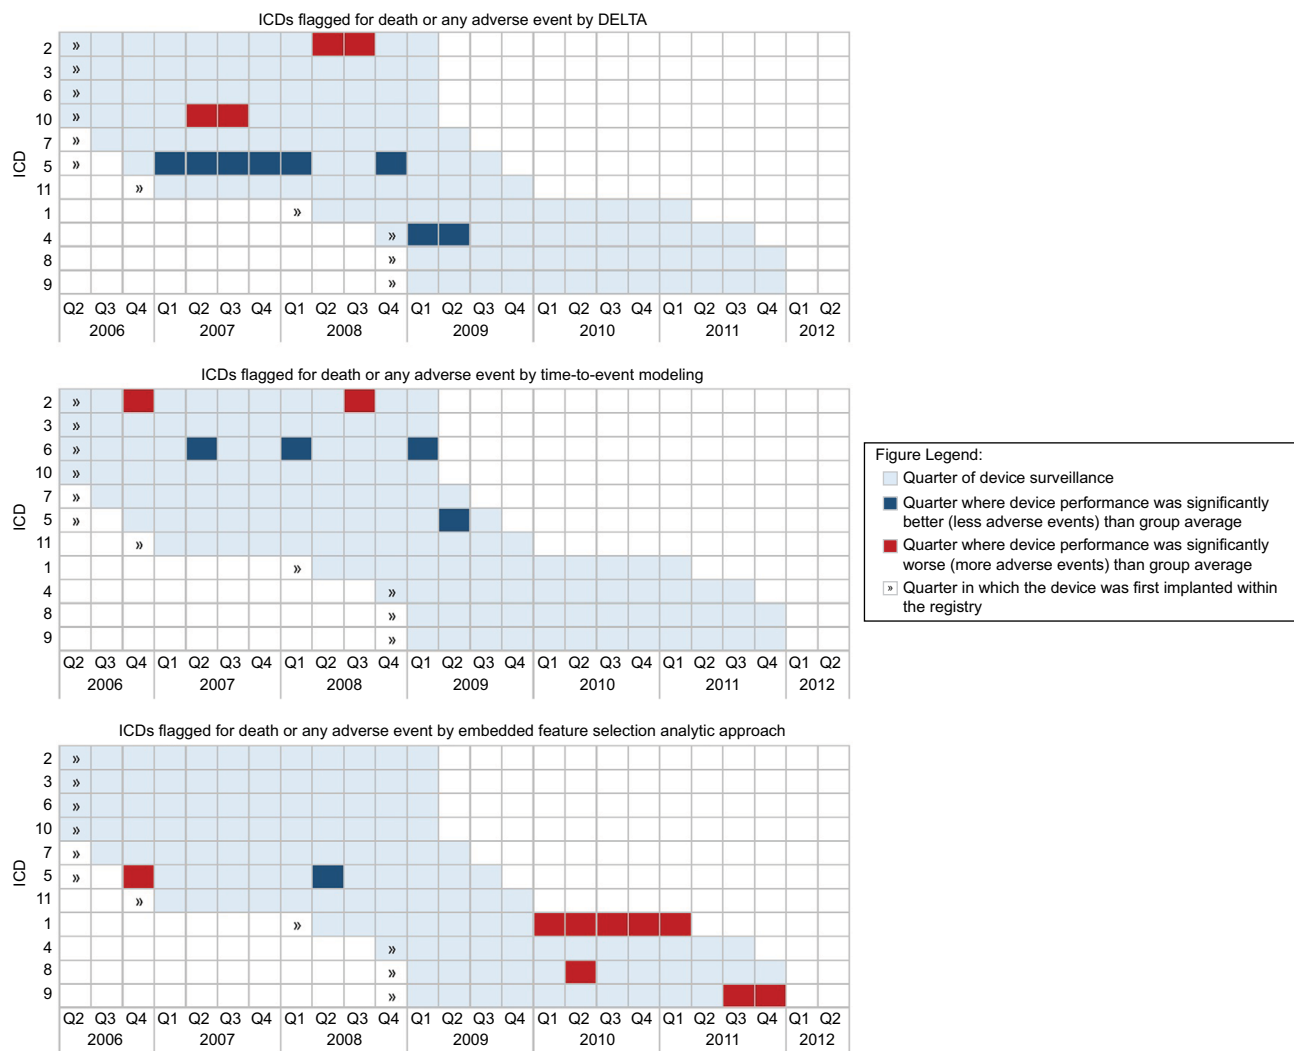 ICDs flagged for death or any adverse event by DELTA
ICD
2 »
3 »
6 »
10 »
7 »
5 »
11 »
1 »
4 »
8 »
9 »
Q2 Q3 Q4 Q1 Q2 Q3 Q4 Q1 Q2 Q3 Q4 Q1 Q2 Q3 Q4 Q1 Q2 Q3 Q4 Q1 Q2 Q3 Q4 Q1 Q2
2006 2007 2008 2009 2010 2011 2012
ICDs flagged for death or any adverse event by time-to-event modeling
ICD
2 »
3 »
6 »
10 »
7 »
5 »
11 »
1 »
4 »
8 »
9 »
Q2 Q3 Q4 Q1 Q2 Q3 Q4 Q1 Q2 Q3 Q4 Q1 Q2 Q3 Q4 Q1 Q2 Q3 Q4 Q1 Q2 Q3 Q4 Q1 Q2
2006 2007 2008 2009 2010 2011 2012
Figure Legend:
Quarter of device surveillance
Quarter where device performance was significantly
better (less adverse events) than group average
Quarter where device performance was significantly
worse (more adverse events) than group average
» Quarter in which the device was first implanted within
the registry
ICDs flagged for death or any adverse event by embedded feature selection analytic approach
ICD
2 »
3 »
6 »
10 »
7 »
5 »
11 »
1 »
4 »
8 »
9 »
Q2 Q3 Q4 Q1 Q2 Q3 Q4 Q1 Q2 Q3 Q4 Q1 Q2 Q3 Q4 Q1 Q2 Q3 Q4 Q1 Q2 Q3 Q4 Q1 Q2
2006 2007 2008 2009 2010 2011 2012